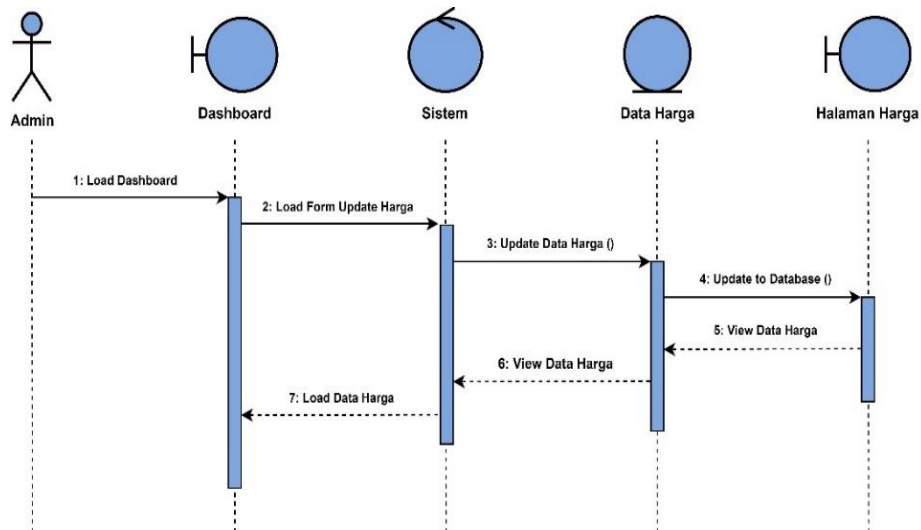 Admin
Dashboard
Sistem
Data Harga
Halaman Harga
1: Load Dashboard
2: Load Form Update Harga
3: Update Data Harga ()
4: Update to Database ()
5: View Data Harga
6: View Data Harga
7: Load Data Harga